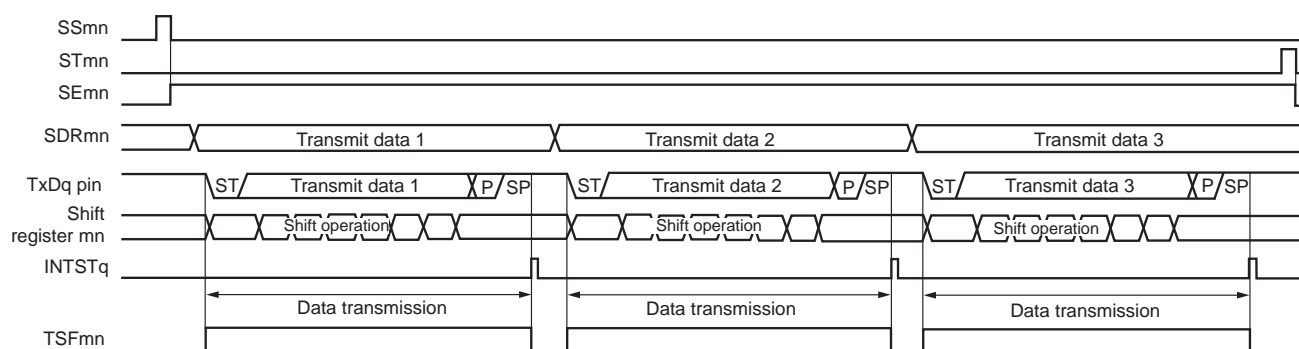 SSmn
STmn
SEmn
SDRmn Transmit data 1 Transmit data 2 Transmit data 3
TxDq pin ST Transmit data 1 P SP ST Transmit data 2 P SP ST Transmit data 3 P SP
Shift
register mn Shift operation Shift operation Shift operation
INTSTq
Data transmission Data transmission Data transmission
TSFmn